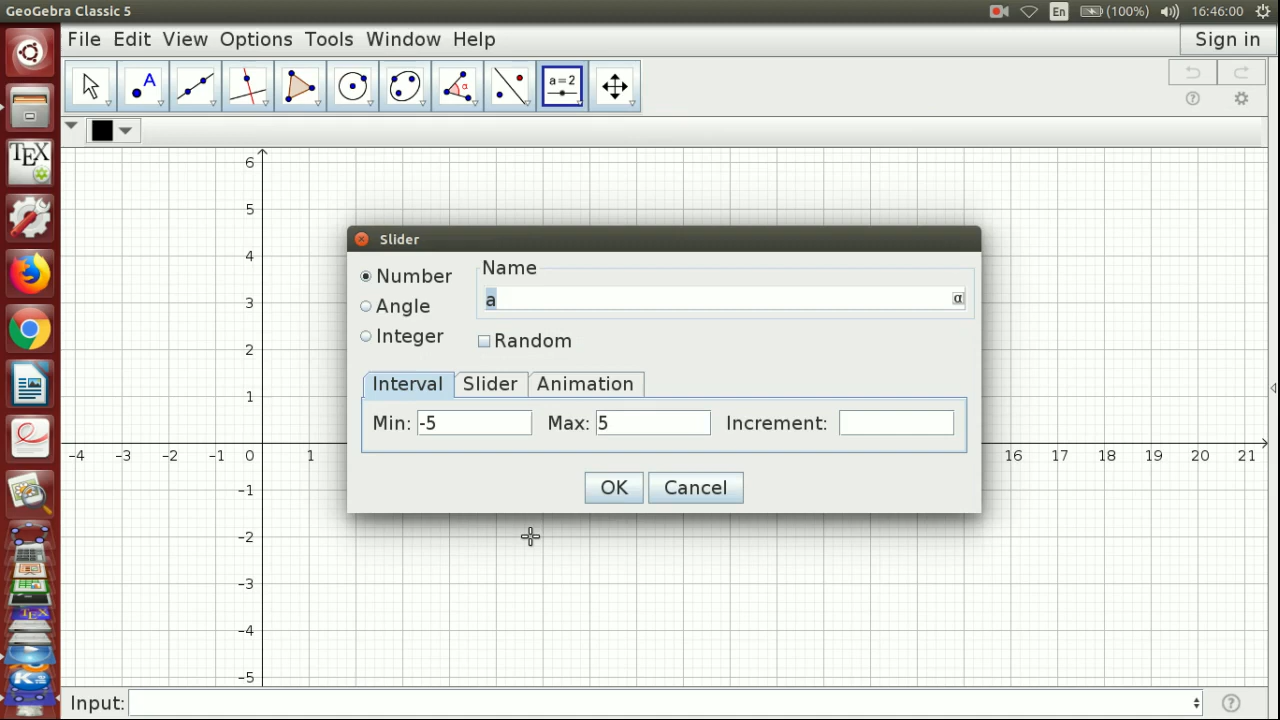 GeoGebra Classic 5
En
(100%)
16:46:00
File Edit View Options Tools Window Help
Sign in
A
α
a=2
TEX
6
5
4
3
2
1
-4 -3 -2 -1 0 1 16 17 18 19 20 21
-1
-2
-3
-4
-5
Slider
Number
Angle
Integer
Name
a
α
Random
Interval Slider Animation
Min: -5 Max: 5 Increment:
OK Cancel
Input: